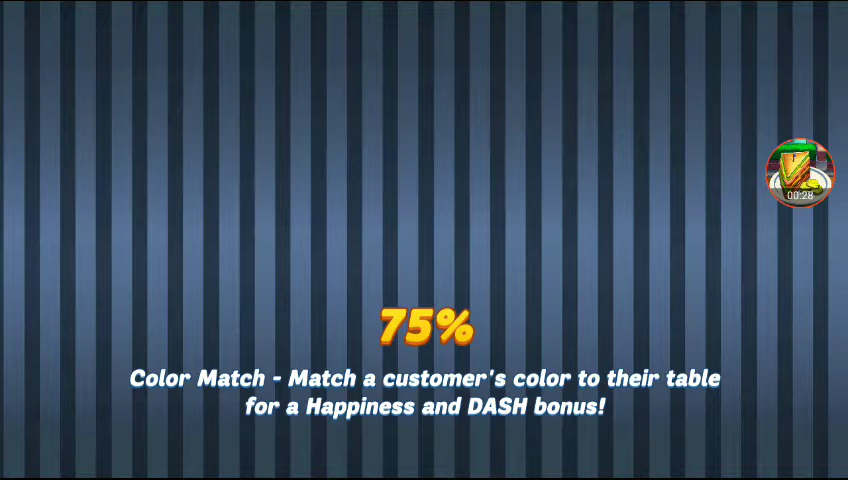 00:28
75%
Color Match - Match a customer's color to their table
for a Happiness and DASH bonus!